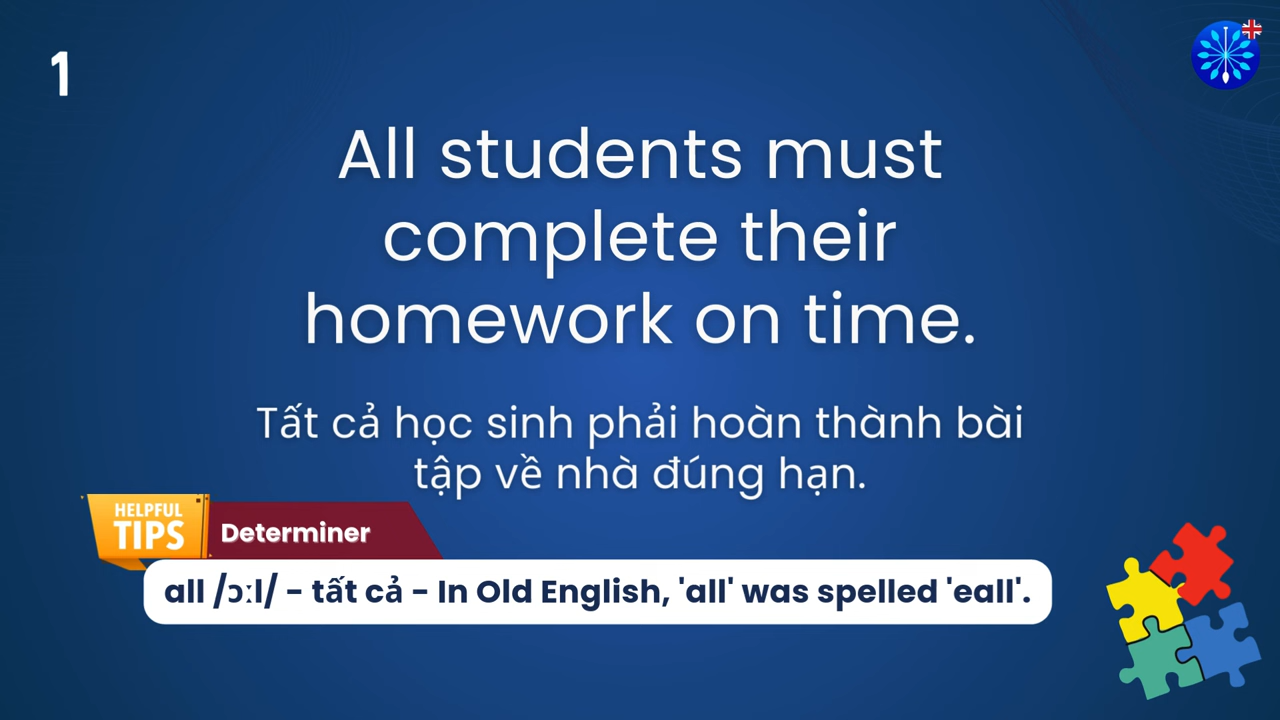 1
All students must
complete their
homework on time.
Tất cả học sinh phải hoàn thành bài
tập về nhà đúng hạn.
HELPFUL
TIPS
Determiner
all /ɔːl/ - tất cả - In Old English, 'all' was spelled 'eall'.